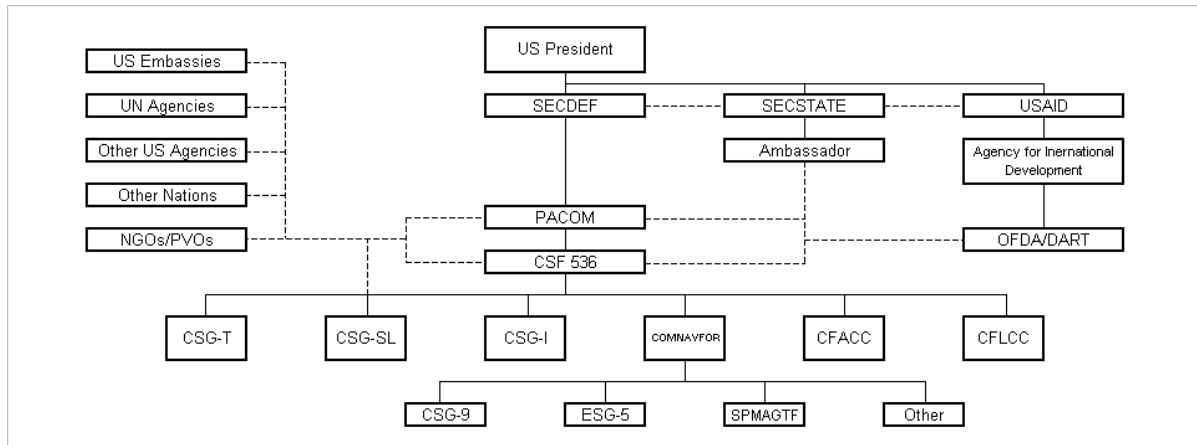 US President
US Embassies
UN Agencies
Other US Agencies
Other Nations
NGOs/PVOs
SECDEF
SECSTATE
USAID
Ambassador
Agency for Inernational
Development
PACOM
CSF 536
OFDA/DART
CSG-T
CSG-SL
CSG-I
COMNAVFOR
CFACC
CFLCC
CSG-9
ESG-5
SPMAGTF
Other